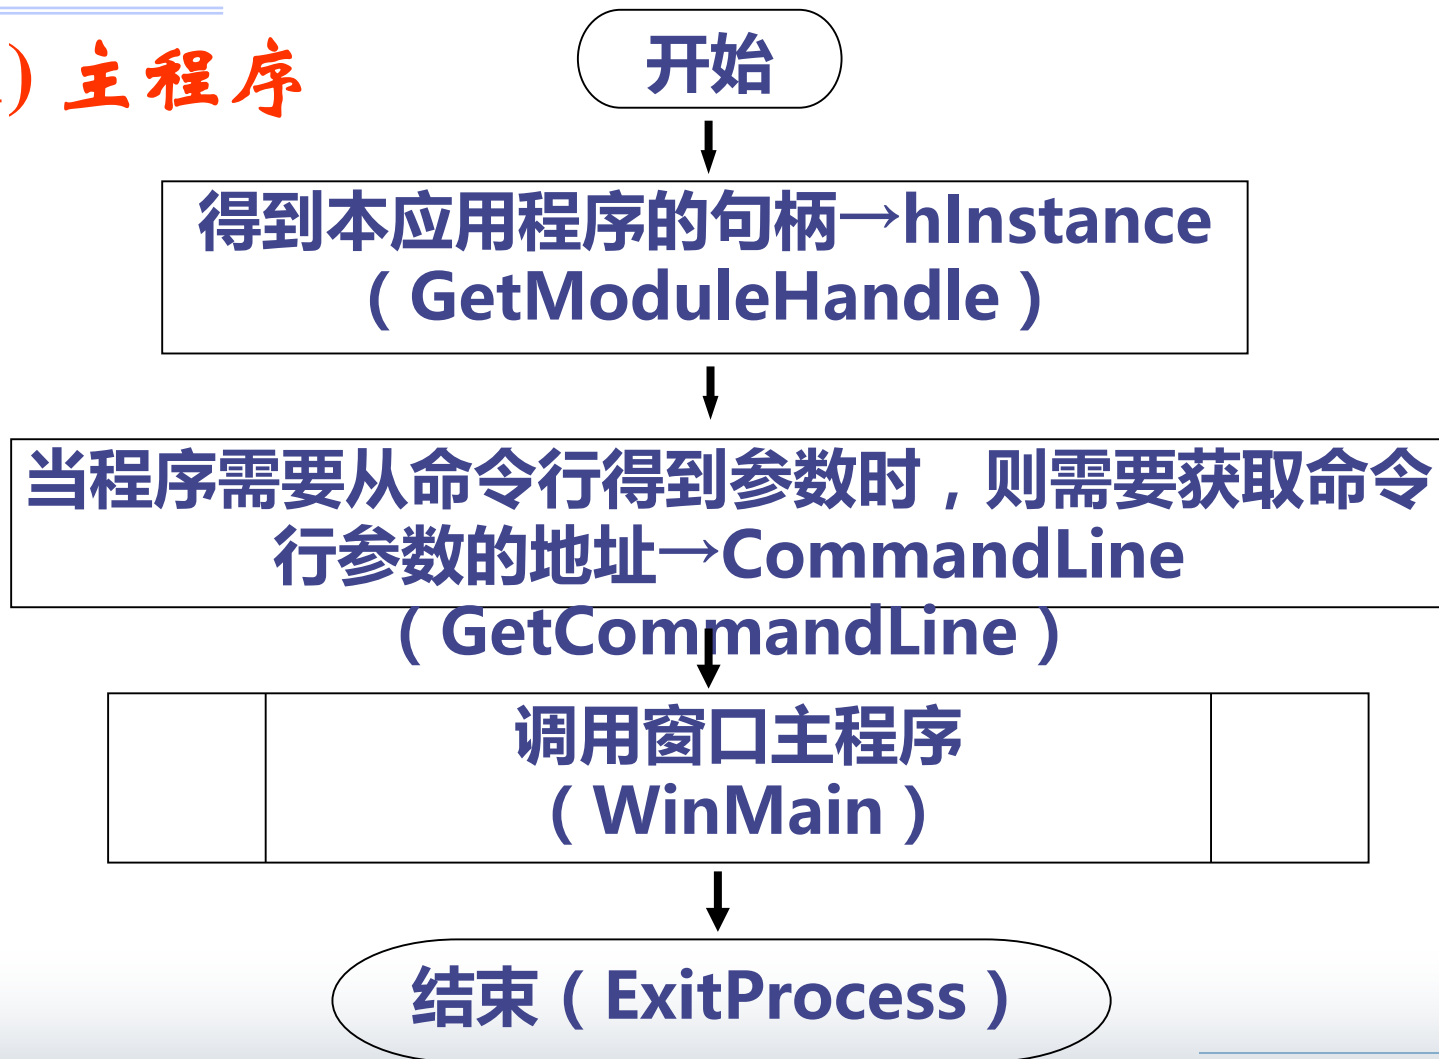 ) 主程序
开始
得到本应用程序的句柄→hInstance
（GetModuleHandle）
当程序需要从命令行得到参数时，则需要获取命令
行参数的地址→CommandLine
（GetCommandLine）
调用窗口主程序
（WinMain）
结束（ExitProcess）